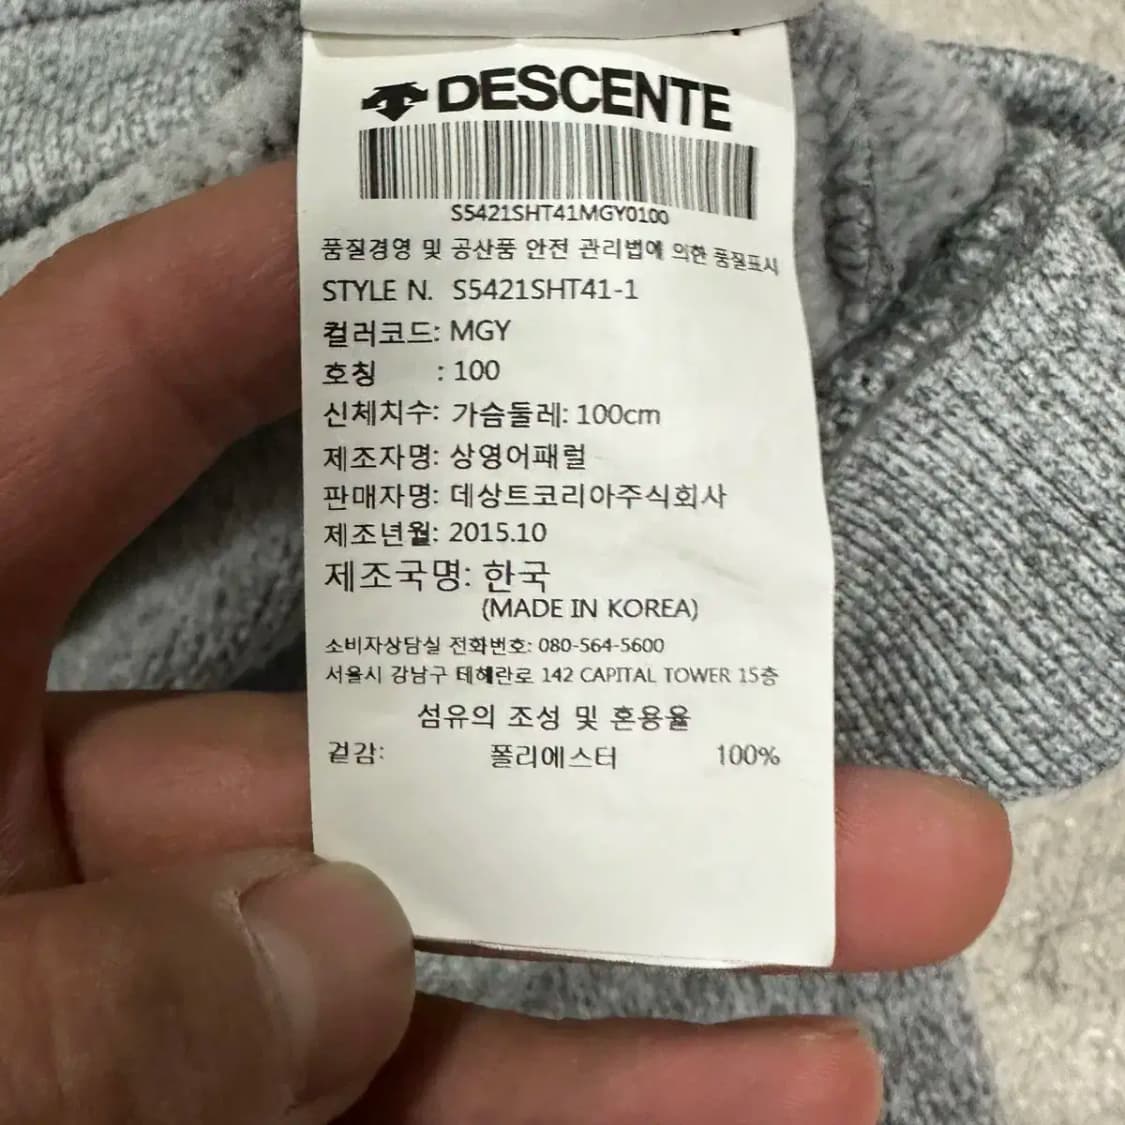 DESCENTE
S5421SHT41MGY0100
품질경영 및 공산품 안전 관리법에 의한 품질표시
STYLE N. S5421SHT41-1
컬러코드: MGY
호칭 : 100
신체치수: 가슴둘레: 100cm
제조자명: 상영어패럴
판매자명: 데상트코리아주식회사
제조년월: 2015.10
제조국명: 한국
(MADE IN KOREA)
소비자상담실 전화번호: 080-564-5600
서울시 강남구 테헤란로 142 CAPITAL TOWER 15층
섬유의 조성 및 혼용율
겉감: 폴리에스터 100%